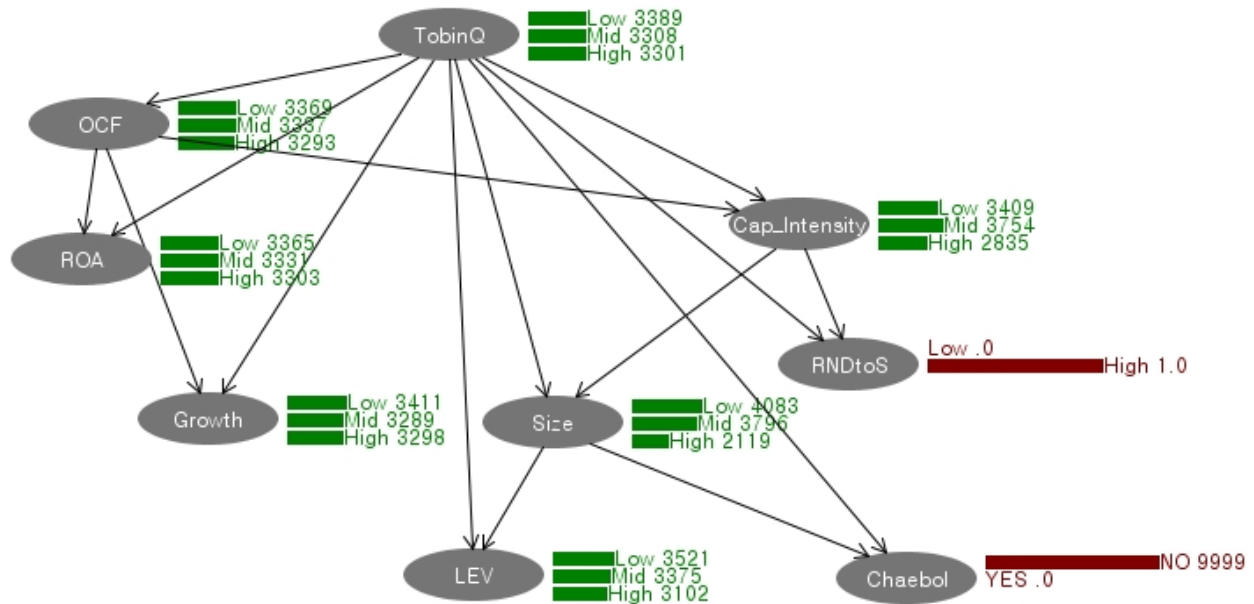 TobinQ
Low 3389
Mid 3308
High 3301
OCF
Low 3369
Mid 3337
High 3293
Cap_Intensity
Low 3409
Mid 3754
High 2835
ROA
Low 3365
Mid 3331
High 3303
RNDtoS
Low .0
High 1.0
Growth
Low 3411
Mid 3289
High 3298
Size
Low 4083
Mid 3796
High 2119
LEV
Low 3521
Mid 3375
High 3102
Chaebol
NO 9999
YES .0